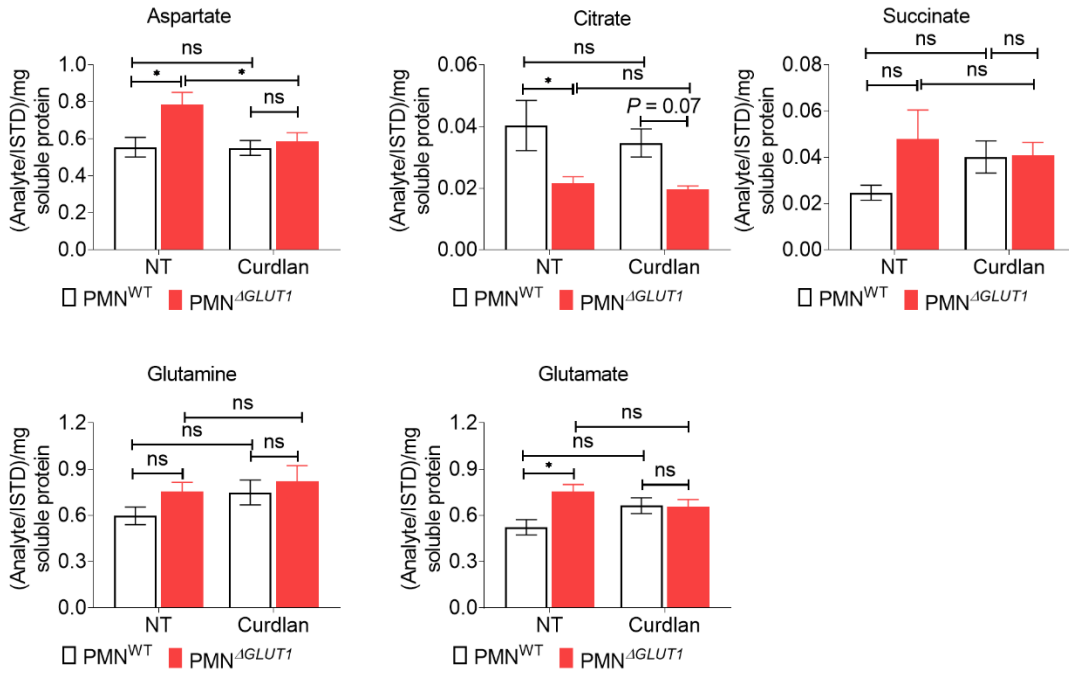 Aspartate
ns
*
*
ns
1.0
0.8
0.6
0.4
0.2
0.0
(Analyte/ISTD)/mg
soluble protein
NT
Curdlan
PMNWT
PMNΔGLUT1
Citrate
ns
*
ns
P = 0.07
0.06
0.04
0.02
0.00
(Analyte/ISTD)/mg
soluble protein
NT
Curdlan
PMNWT
PMNΔGLUT1
Succinate
ns
ns
ns
ns
0.08
0.06
0.04
0.02
0.00
(Analyte/ISTD)/mg
soluble protein
NT
Curdlan
PMNWT
PMNΔGLUT1
Glutamine
ns
ns
ns
ns
1.2
0.9
0.6
0.3
0.0
(Analyte/ISTD)/mg
soluble protein
NT
Curdlan
PMNWT
PMNΔGLUT1
Glutamate
ns
ns
*
ns
1.2
0.9
0.6
0.3
0.0
(Analyte/ISTD)/mg
soluble protein
NT
Curdlan
PMNWT
PMNΔGLUT1